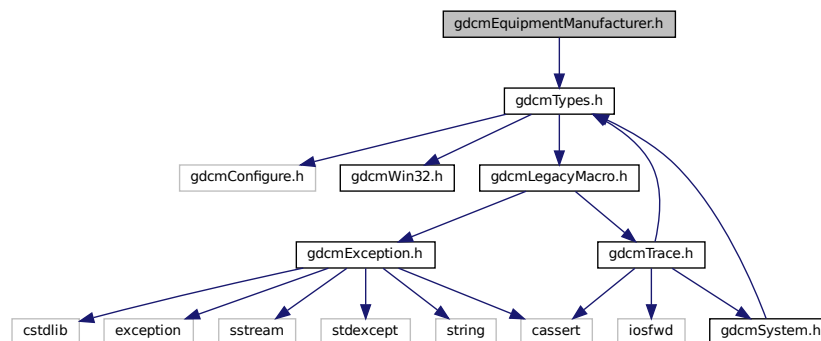 gdcmEquipmentManufacturer.h
gdcmTypes.h
gdcmConfigure.h
gdcmWin32.h
gdcmLegacyMacro.h
gdcmException.h
gdcmTrace.h
cstdlib
exception
sstream
stdexcept
string
cassert
iosfwd
gdcmSystem.h